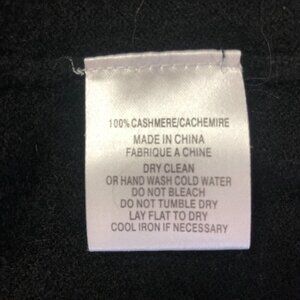 100% CASHMERE/CACHEMIRE
MADE IN CHINA
FABRIQUE A CHINE
DRY CLEAN
OR HAND WASH COLD WATER
DO NOT BLEACH
DO NOT TUMBLE DRY
LAY FLAT TO DRY
COOL IRON IF NECESSARY